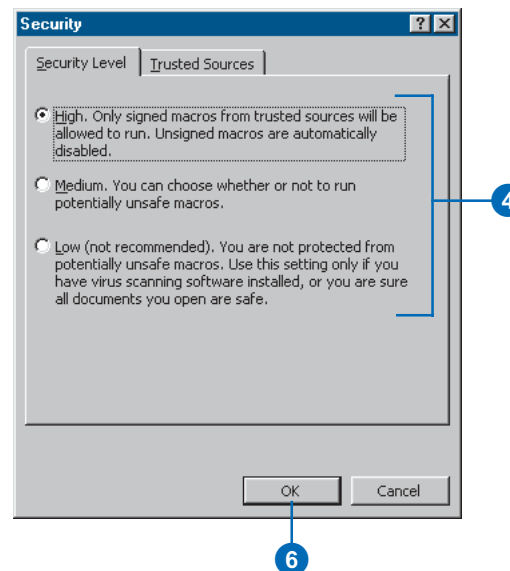 Security
Security Level
Trusted Sources
High. Only signed macros from trusted sources will be
allowed to run. Unsigned macros are automatically
disabled.
Medium. You can choose whether or not to run
potentially unsafe macros.
Low (not recommended). You are not protected from
potentially unsafe macros. Use this setting only if you
have virus scanning software installed, or you are sure
all documents you open are safe.
4
OK
Cancel
6